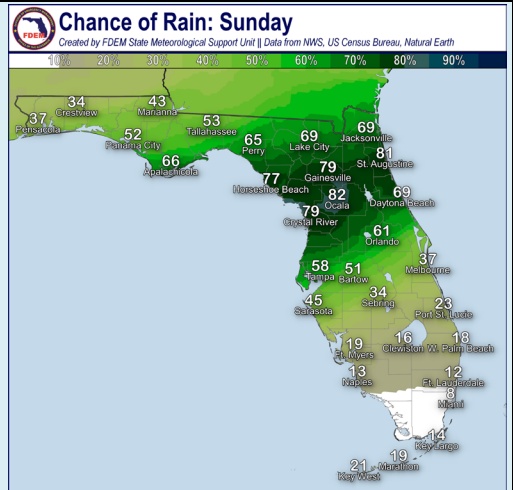 Chance of Rain: Sunday
FDEM
Created by FDEM State Meteorological Support Unit || Data from NWS, US Census Bureau, Natural Earth
10% 20% 30% 40% 50% 60% 70% 80% 90%
34
Crestview
43
Marianna
37
Pensacola
53
Tallahassee
52
Panama City
65
Perry
69
Lake City
69
Jacksonville
66
Apalachicola
81
St. Augustine
79
Gainesville
77
Horseshoe Beach
82
Ocala
69
Daytona Beach
79
Crystal River
61
Orlando
58
Tampa
51
Bartow
37
Melbourne
45
Sarasota
34
Sebring
23
Port St. Lucie
19
Ft. Myers
16
Clewiston
18
W. Palm Beach
13
Naples
12
Ft. Lauderdale
8
Miami
14
Key Largo
19
Marathon
21
Key West